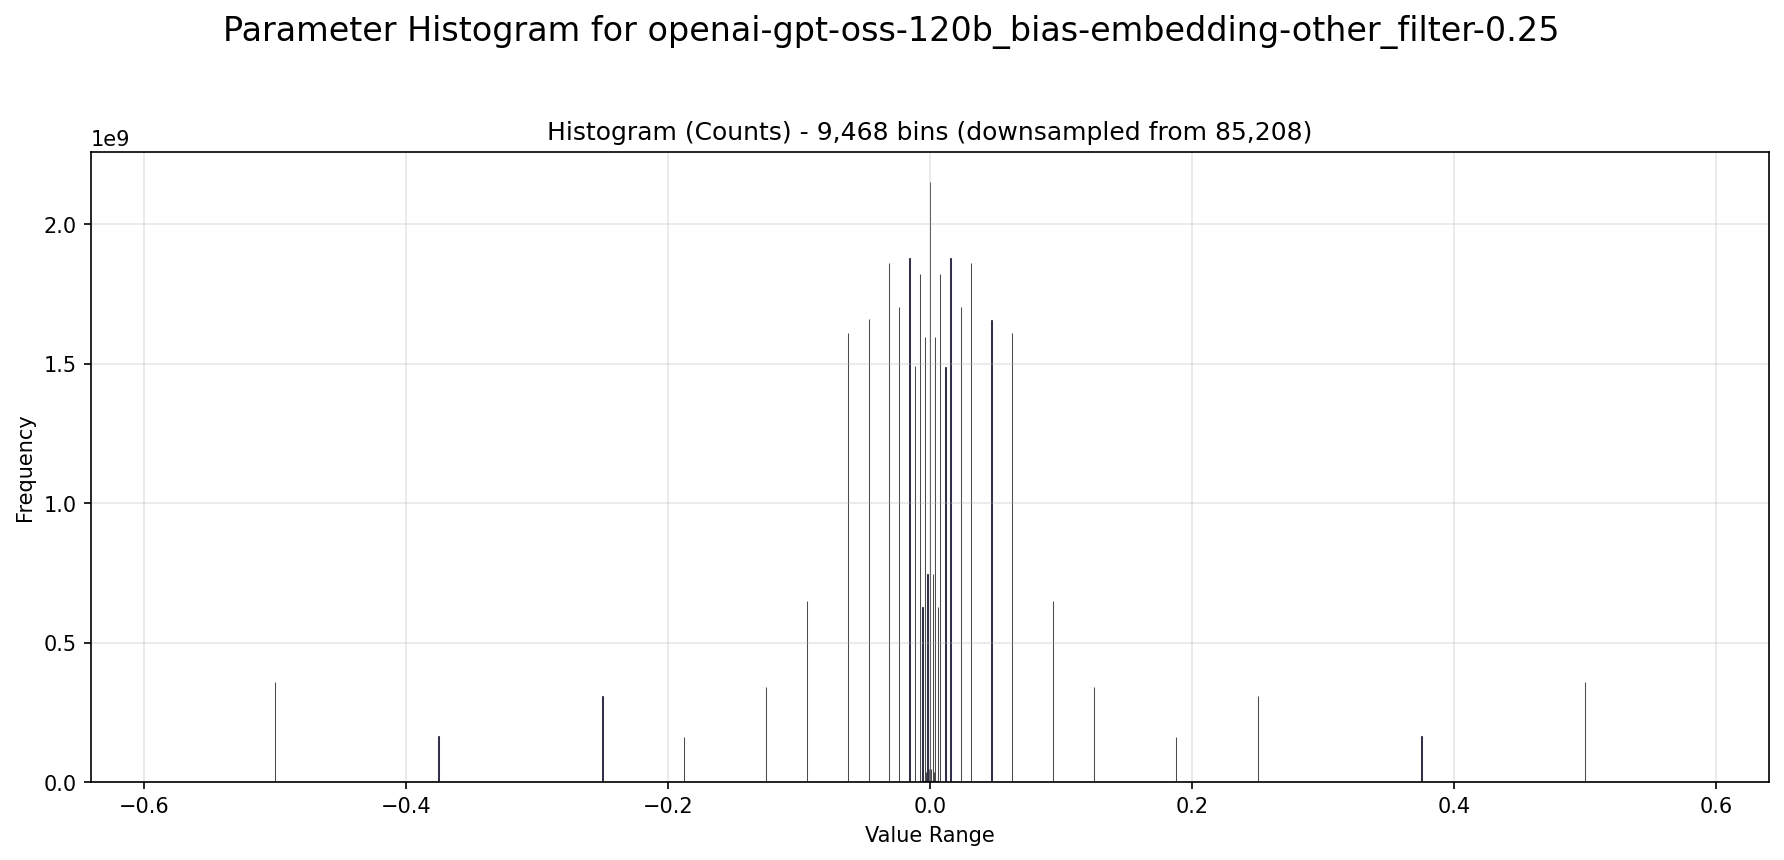 Parameter Histogram for openai-gpt-oss-120b_bias-embedding-other_filter-0.25
Histogram (Counts) - 9,468 bins (downsampled from 85,208)
1e9
2.0
1.5
1.0
0.5
0.0
Frequency
−0.6 −0.4 −0.2 0.0 0.2 0.4 0.6
Value Range